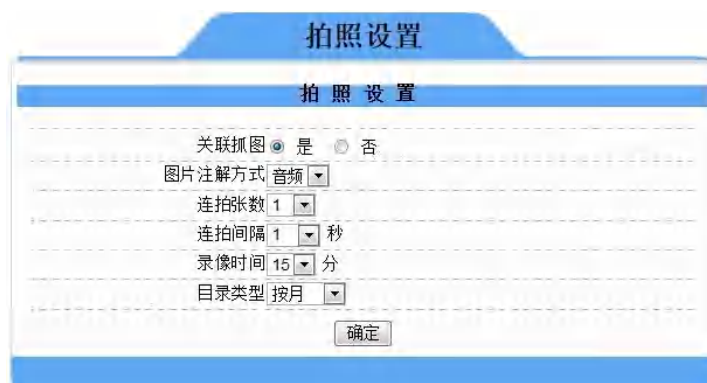 拍照设置
拍 照 设 置
关联抓图 是 否
图片注解方式 音频
连拍张数 1
连拍间隔 1 秒
录像时间 15 分
目录类型 按月
确定